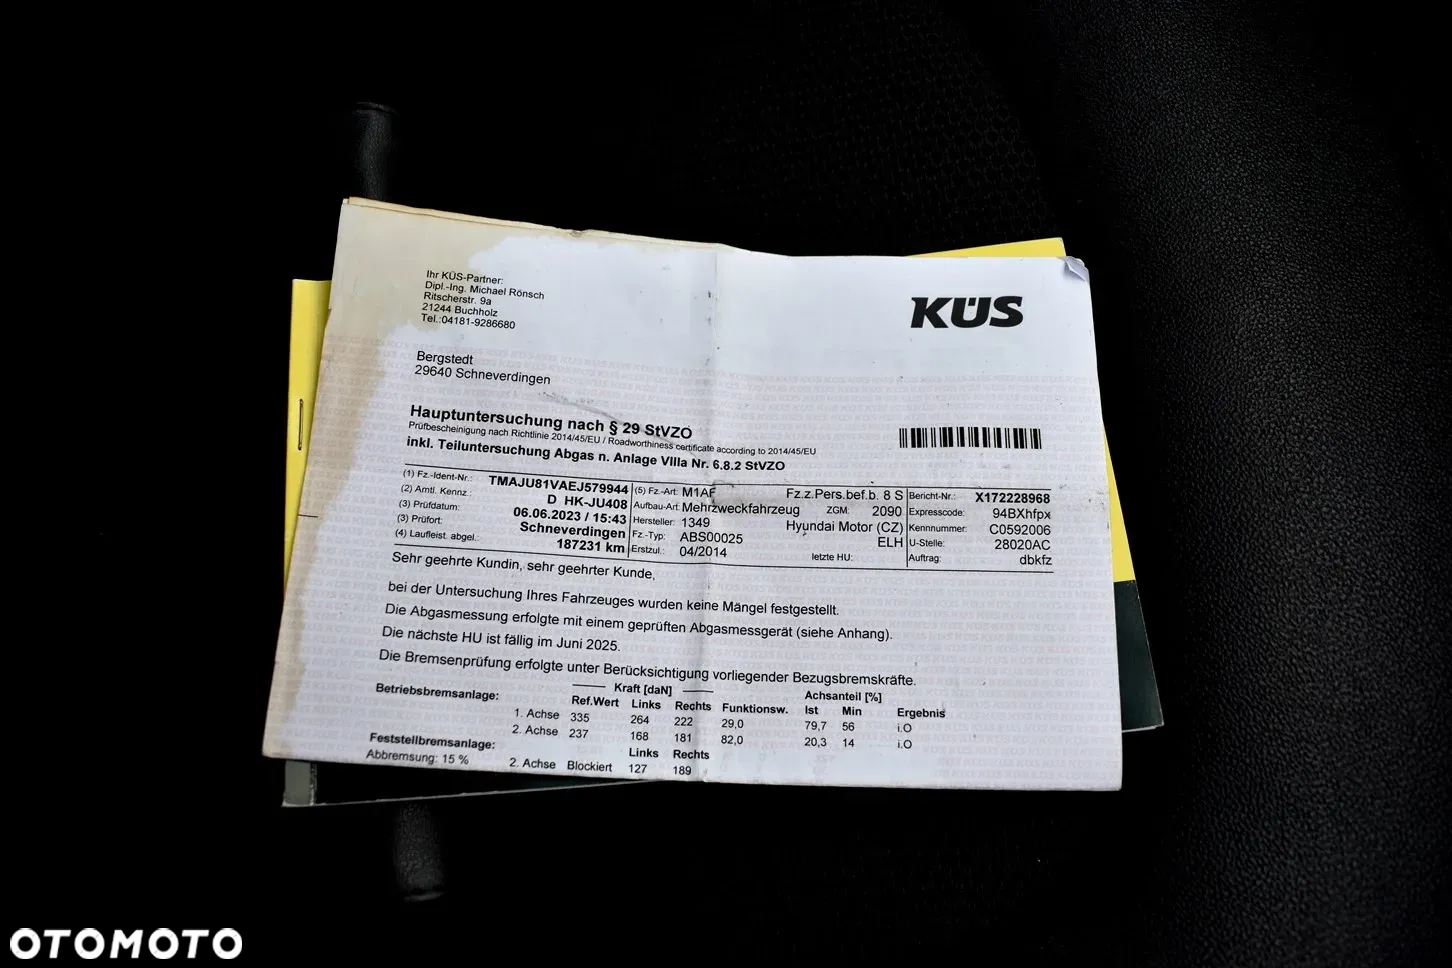 Ihr KÜS-Partner:
Dipl.-Ing. Michael Rönsch
Ritscherstr. 9a
21244 Buchholz
Tel.:04181-9286680
KÜS
Bergstedt
29640 Schneverdingen
Hauptuntersuchung nach § 29 StVZO
Prüfbescheinigung nach Richtlinie 2014/45/EU / Roadworthiness certificate according to 2014/45/EU
inkl. Teiluntersuchung Abgas n. Anlage VIIIa Nr. 6.8.2 StVZO
(1) Fz.-Ident-Nr.: TMAJU81VAEJ579944 (5) Fz.-Art: M1AF Fz.z.Pers.bef.b. 8 S Bericht-Nr.: X172228968
(2) Amtl. Kennz.: D HK-JU408 Aufbau-Art: Mehrzweckfahrzeug ZGM: 2090 Expresscode: 94BXhfpx
(3) Prüfdatum: 06.06.2023 / 15:43 Hersteller: 1349 Hyundai Motor (CZ) Kennnummer: C0592006
(3) Prüfort: Schneverdingen Fz.-Typ: ABS00025 ELH U-Stelle: 28020AC
(4) Laufleist. abgel.: 187231 km Erstzul.: 04/2014 letzte HU: Auftrag: dbkfz
Sehr geehrte Kundin, sehr geehrter Kunde,
bei der Untersuchung Ihres Fahrzeuges wurden keine Mängel festgestellt.
Die Abgasmessung erfolgte mit einem geprüften Abgasmessgerät (siehe Anhang).
Die nächste HU ist fällig im Juni 2025.
Die Bremsenprüfung erfolgte unter Berücksichtigung vorliegender Bezugsbremskräfte.
Betriebsbremsanlage: Kraft [daN] Achsanteil [%]
Ref.Wert Links Rechts Funktionsw. Ist Min Ergebnis
1. Achse 335 264 222 29,0 79,7 56 i.O
2. Achse 237 168 181 82,0 20,3 14 i.O
Feststellbremsanlage: Links Rechts
Abbremsung: 15 % 2. Achse Blockiert 127 189
OTOMOTO